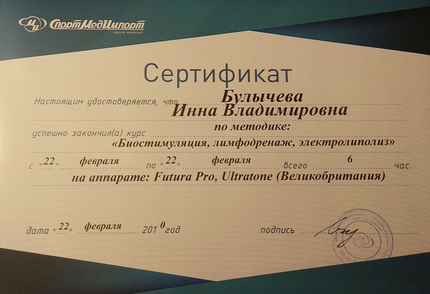 СпортМедИмпорт
Сертификат
Настоящим удостоверяется, что Булычева
Инна Владимировна
успешно закончил(а) курс по методике:
«Биостимуляция, лимфодренаж, электролиполиз»
с «22» февраля по «22» февраля всего 6 час.
на аппарате: Futura Pro, Ultratone (Великобритания)
дата «22» февраля 2010 год подпись